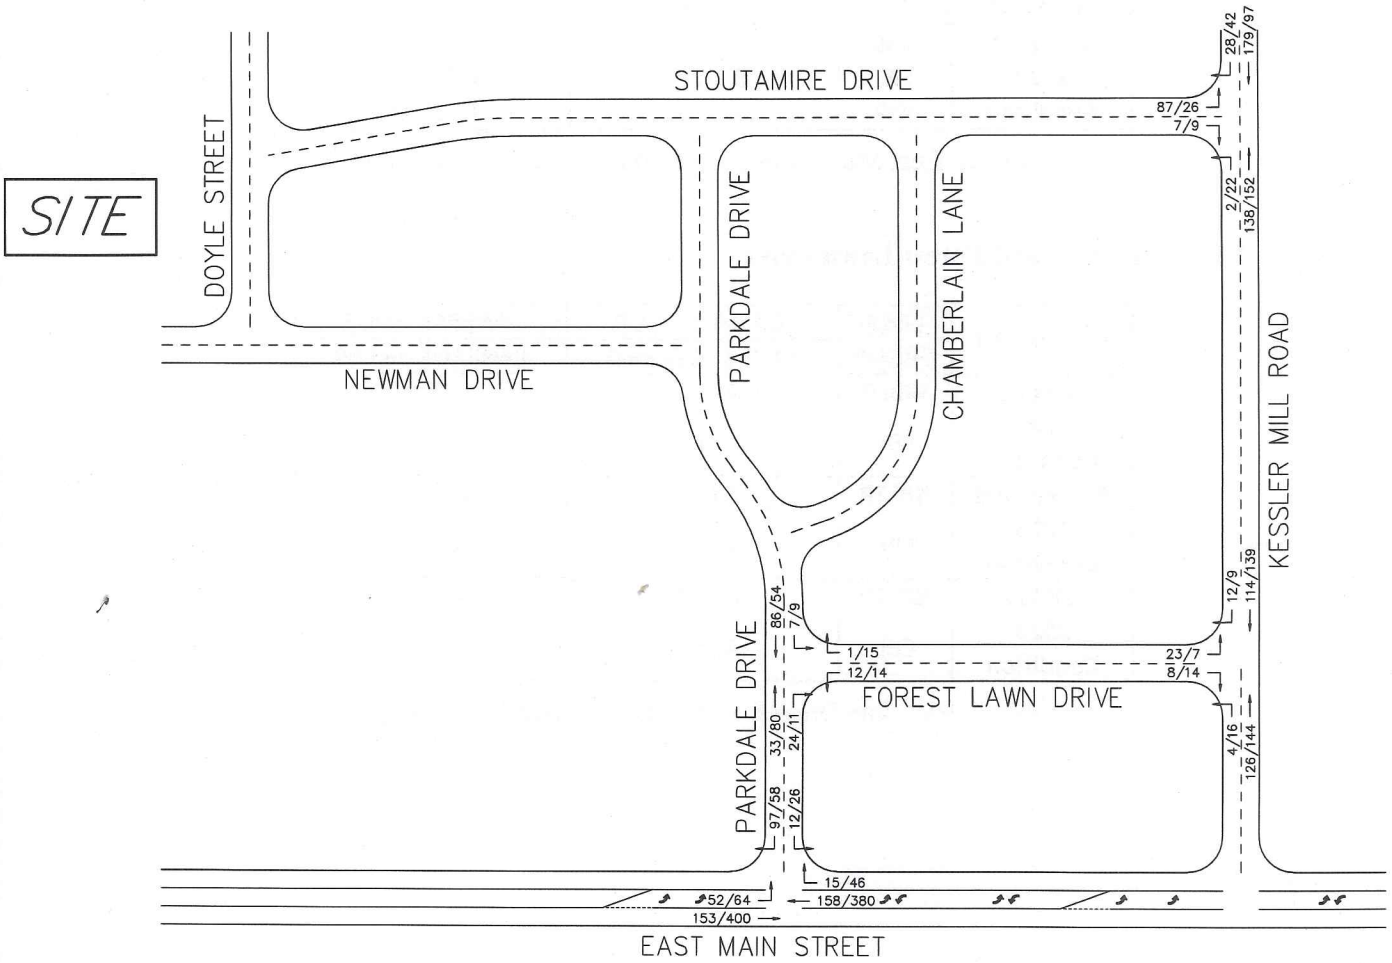 28/42
179/97
STOUTAMIRE DRIVE
87/26
7/9
DOYLE STREET
SITE
PARKDALE DRIVE
CHAMBERLAIN LANE
2/22
138/152
NEWMAN DRIVE
KESSLER MILL ROAD
86/54
7/9
12/9
114/139
1/15
12/14
23/7
8/14
FOREST LAWN DRIVE
PARKDALE DRIVE
33/80
24/11
4/16
126/144
97/58
12/26
15/46
52/64
158/380
153/400
EAST MAIN STREET